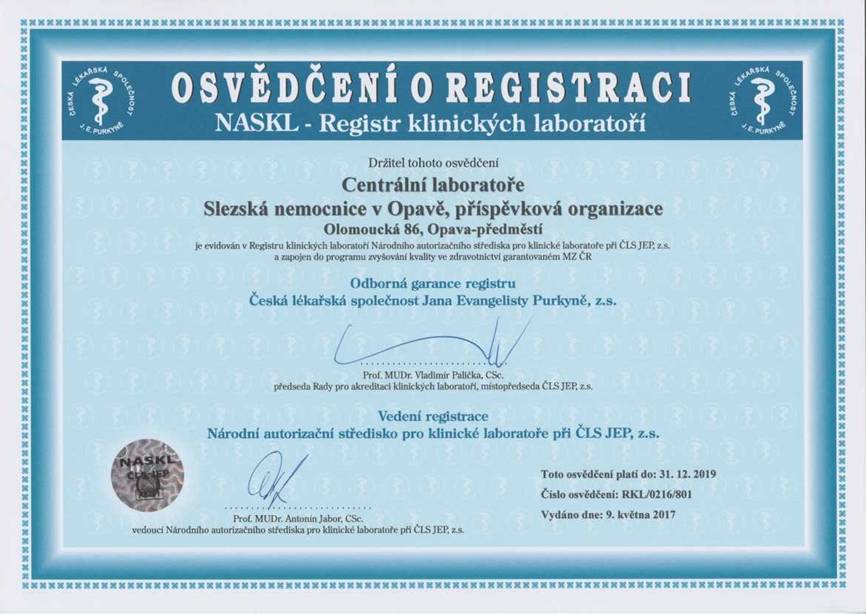 ČESKÁ LÉKAŘSKÁ SPOLEČNOST
J. E. PURKYNĚ
OSVĚDČENÍ O REGISTRACI
NASKL - Registr klinických laboratoří
ČESKÁ LÉKAŘSKÁ SPOLEČNOST
J. E. PURKYNĚ
Držitel tohoto osvědčení
Centrální laboratoře
Slezská nemocnice v Opavě, příspěvková organizace
Olomoucká 86, Opava-předměstí
je evidován v Registru klinických laboratoří Národního autorizačního střediska pro klinické laboratoře při ČLS JEP, z.s.
a zapojen do programu zvyšování kvality ve zdravotnictví garantovaném MZ ČR
Odborná garance registru
Česká lékařská společnost Jana Evangelisty Purkyně, z.s.
Prof. MUDr. Vladimír Palička, CSc.
předseda Rady pro akreditaci klinických laboratoří, místopředseda ČLS JEP, z.s.
Vedení registrace
Národní autorizační středisko pro klinické laboratoře při ČLS JEP, z.s.
NASKL
ČLS JEP
Toto osvědčení platí do: 31. 12. 2019
Číslo osvědčení: RKL/0216/801
Vydáno dne: 9. května 2017
Prof. MUDr. Antonín Jabor, CSc.
vedoucí Národního autorizačního střediska pro klinické laboratoře při ČLS JEP, z.s.